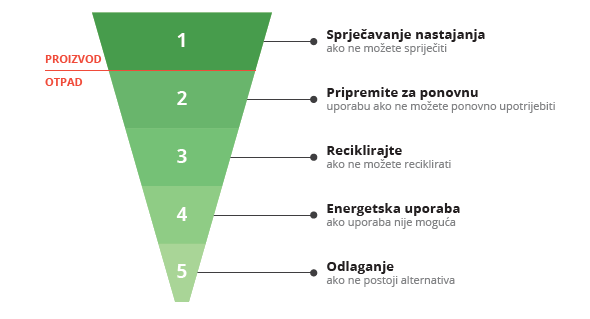 1
Sprječavanje nastajanja
ako ne možete spriječiti
PROIZVOD
OTPAD
2
Pripremite za ponovnu
uporabu ako ne možete ponovno upotrijebiti
3
Reciklirajte
ako ne možete reciklirati
4
Energetska uporaba
ako uporaba nije moguća
5
Odlaganje
ako ne postoji alternativa